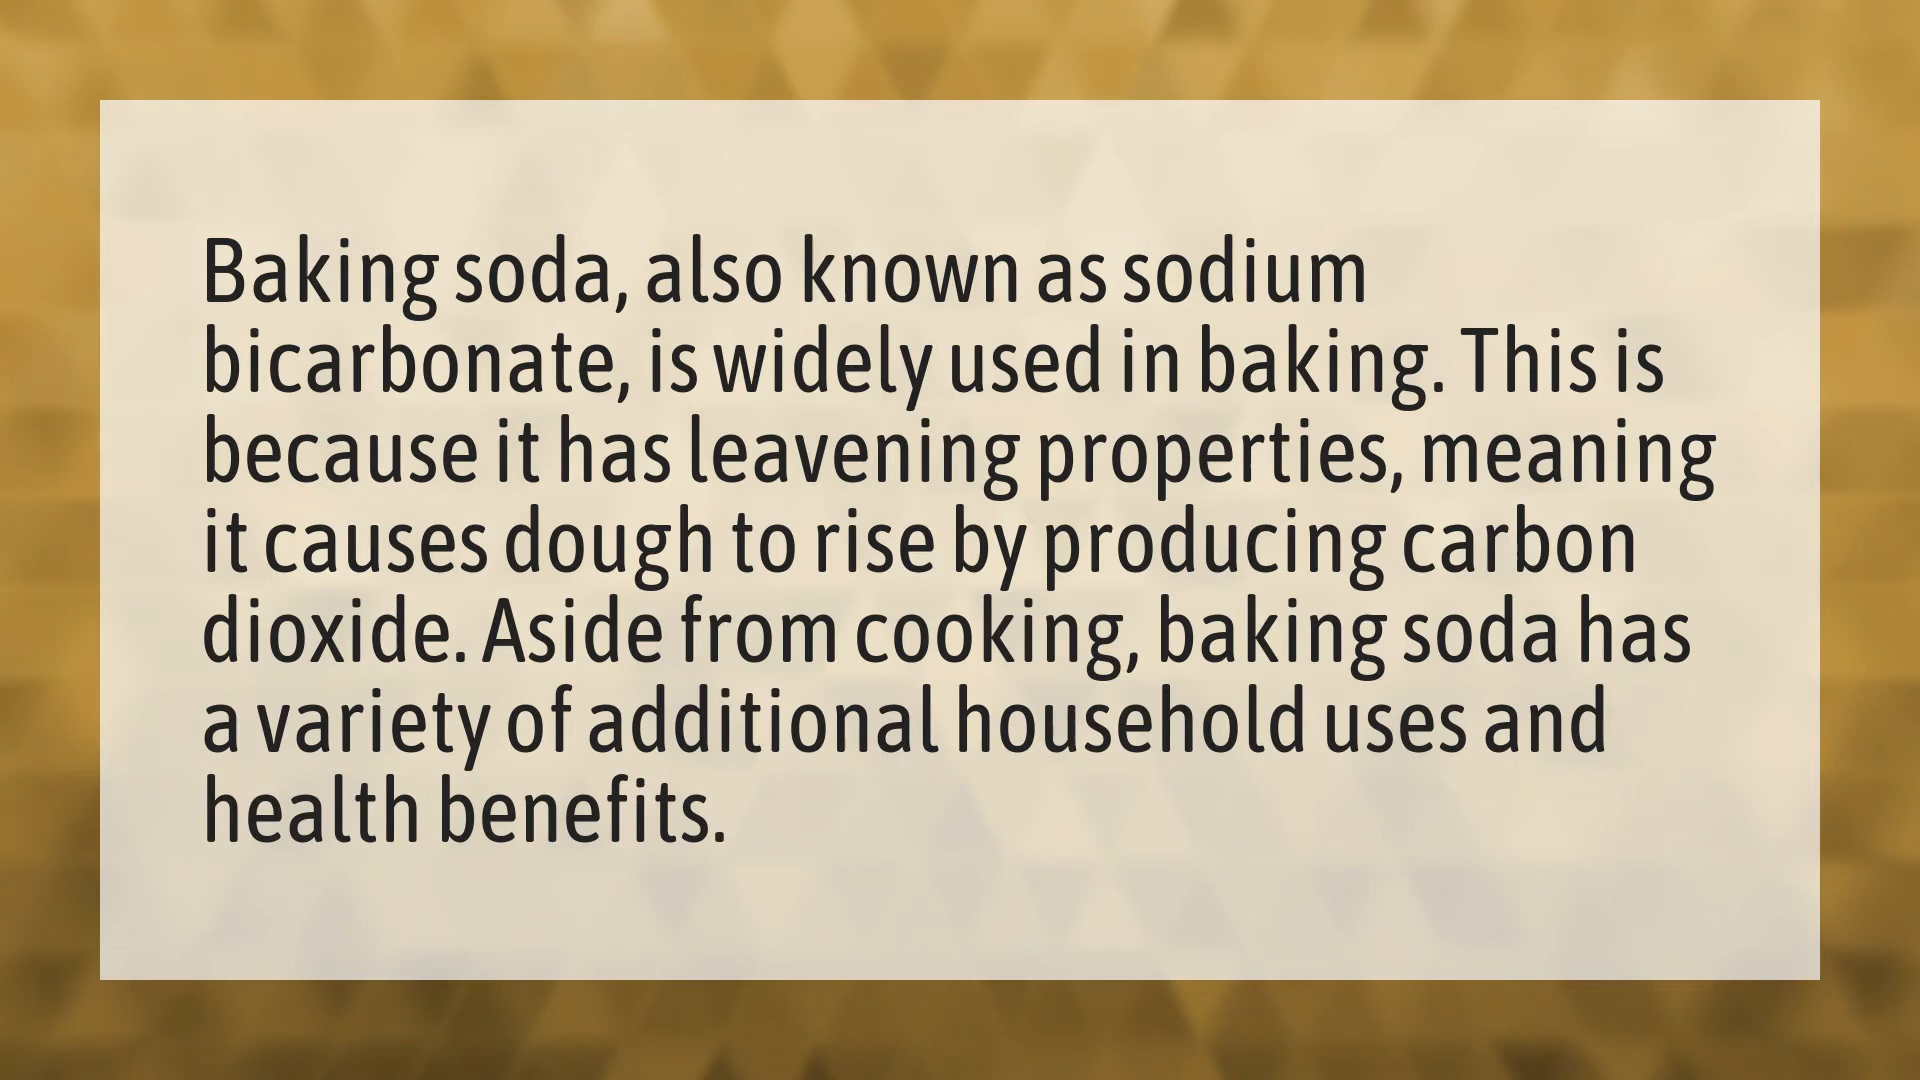 Baking soda, also known as sodium
bicarbonate, is widely used in baking. This is
because it has leavening properties, meaning
it causes dough to rise by producing carbon
dioxide. Aside from cooking, baking soda has
a variety of additional household uses and
health benefits.